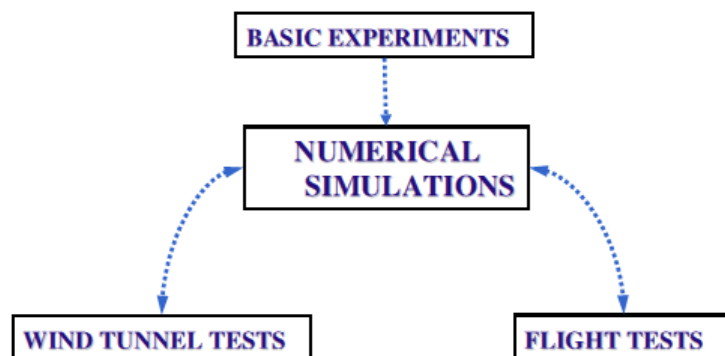 BASIC EXPERIMENTS
NUMERICAL
SIMULATIONS
WIND TUNNEL TESTS
FLIGHT TESTS